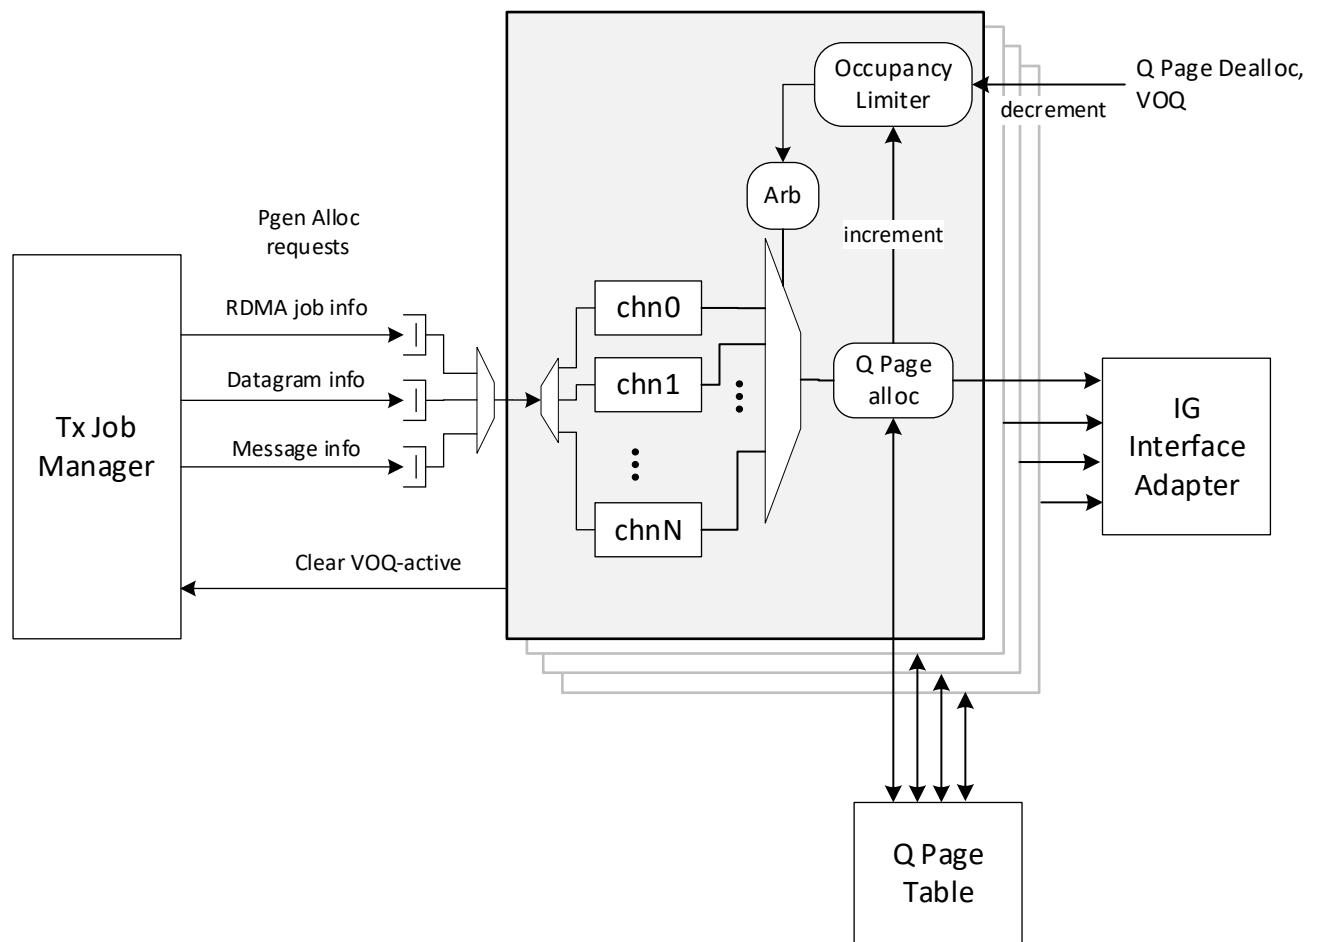 Occupancy
Limiter
Q Page Dealloc,
VOQ
decrement
Arb
increment
Pgen Alloc
requests
RDMA job info
Datagram info
Message info
Tx Job
Manager
chn0
chn1
chnN
Q Page
alloc
IG
Interface
Adapter
Clear VOQ-active
Q Page
Table